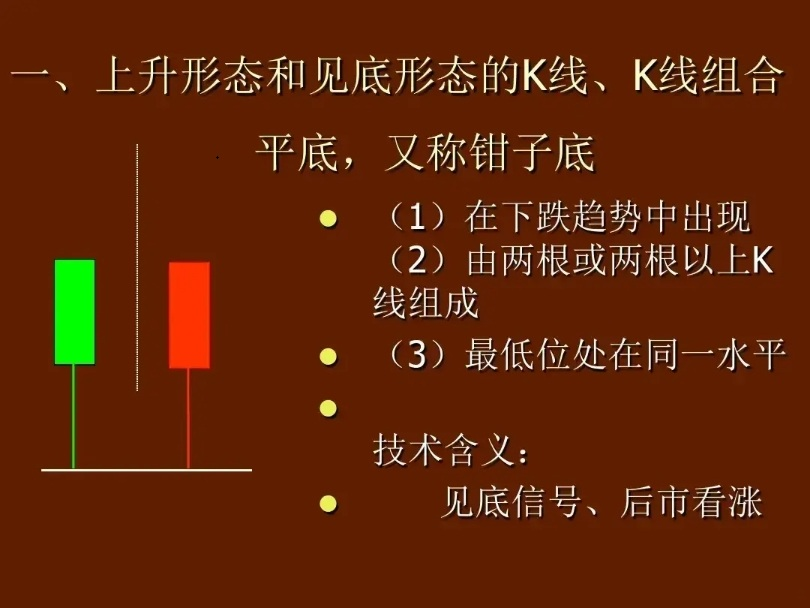 一、上升形态和见底形态的K线、K线组合
平底，又称钳子底
（1）在下跌趋势中出现
（2）由两根或两根以上K
线组成
（3）最低位处在同一水平
技术含义：
见底信号、后市看涨